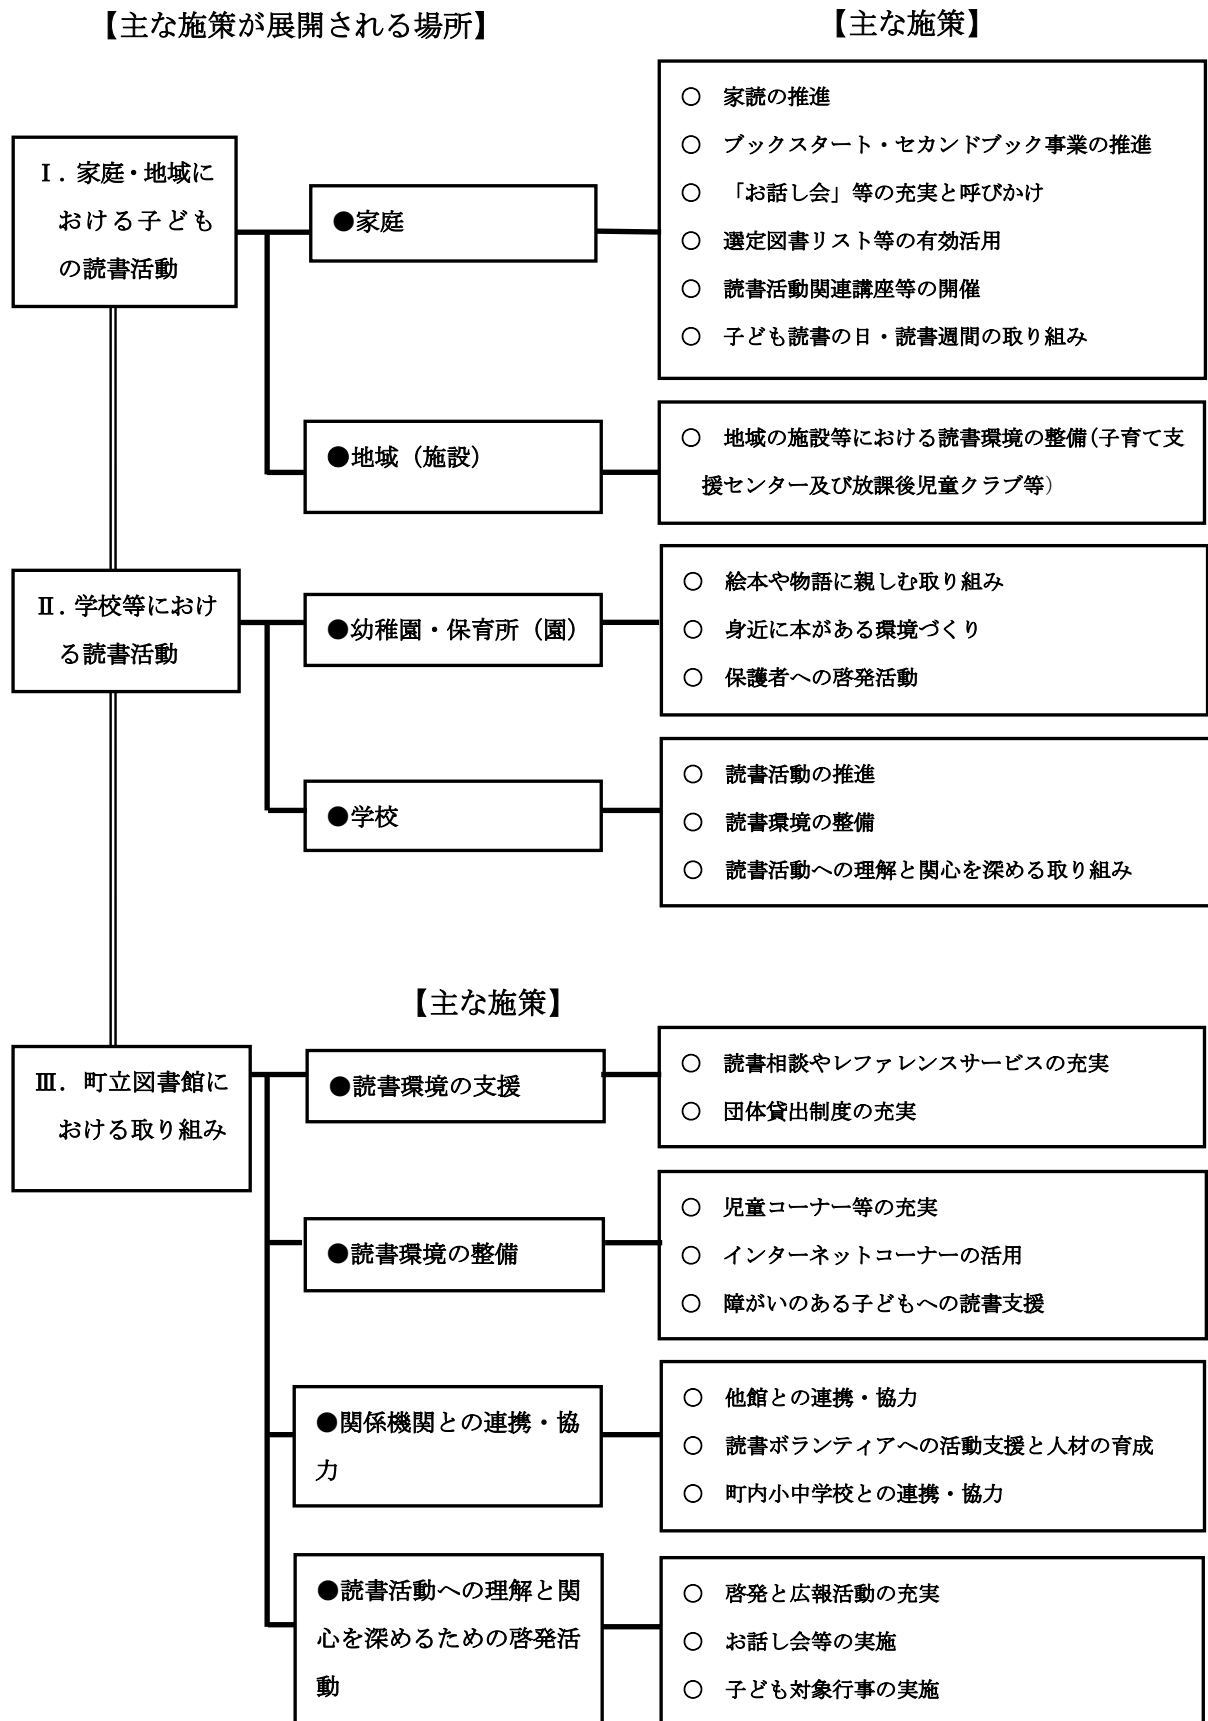 【主な施策が展開される場所】
【主な施策】
Ⅰ．家庭・地域に
おける子ども
の読書活動
●家庭
○　家読の推進
○　ブックスタート・セカンドブック事業の推進
○　「お話し会」等の充実と呼びかけ
○　選定図書リスト等の有効活用
○　読書活動関連講座等の開催
○　子ども読書の日・読書週間の取り組み
●地域（施設）
○　地域の施設等における読書環境の整備(子育て支
援センター及び放課後児童クラブ等）
Ⅱ．学校等におけ
る読書活動
●幼稚園・保育所（園）
○　絵本や物語に親しむ取り組み
○　身近に本がある環境づくり
○　保護者への啓発活動
●学校
○　読書活動の推進
○　読書環境の整備
○　読書活動への理解と関心を深める取り組み
【主な施策】
Ⅲ．町立図書館に
おける取り組み
●読書環境の支援
○　読書相談やレファレンスサービスの充実
○　団体貸出制度の充実
●読書環境の整備
○　児童コーナー等の充実
○　インターネットコーナーの活用
○　障がいのある子どもへの読書支援
●関係機関との連携・協
力
○　他館との連携・協力
○　読書ボランティアへの活動支援と人材の育成
○　町内小中学校との連携・協力
●読書活動への理解と関
心を深めるための啓発活
動
○　啓発と広報活動の充実
○　お話し会等の実施
○　子ども対象行事の実施